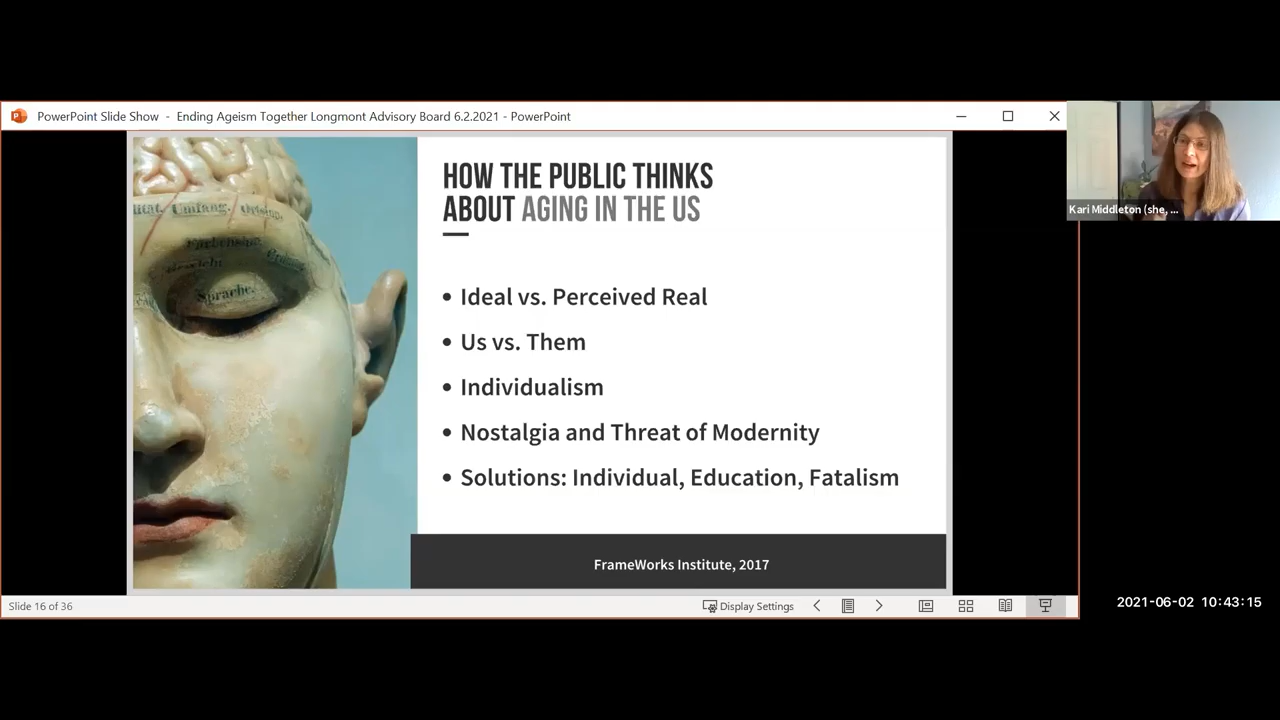 PowerPoint Slide Show - Ending Ageism Together Longmont Advisory Board 6.2.2021 - PowerPoint
Kari Middleton (she, ...
HOW THE PUBLIC THINKS
ABOUT AGING IN THE US
Umfang.
Sprache.
• Ideal vs. Perceived Real
• Us vs. Them
• Individualism
• Nostalgia and Threat of Modernity
• Solutions: Individual, Education, Fatalism
FrameWorks Institute, 2017
Slide 16 of 36
Display Settings
2021-06-02 10:43:15